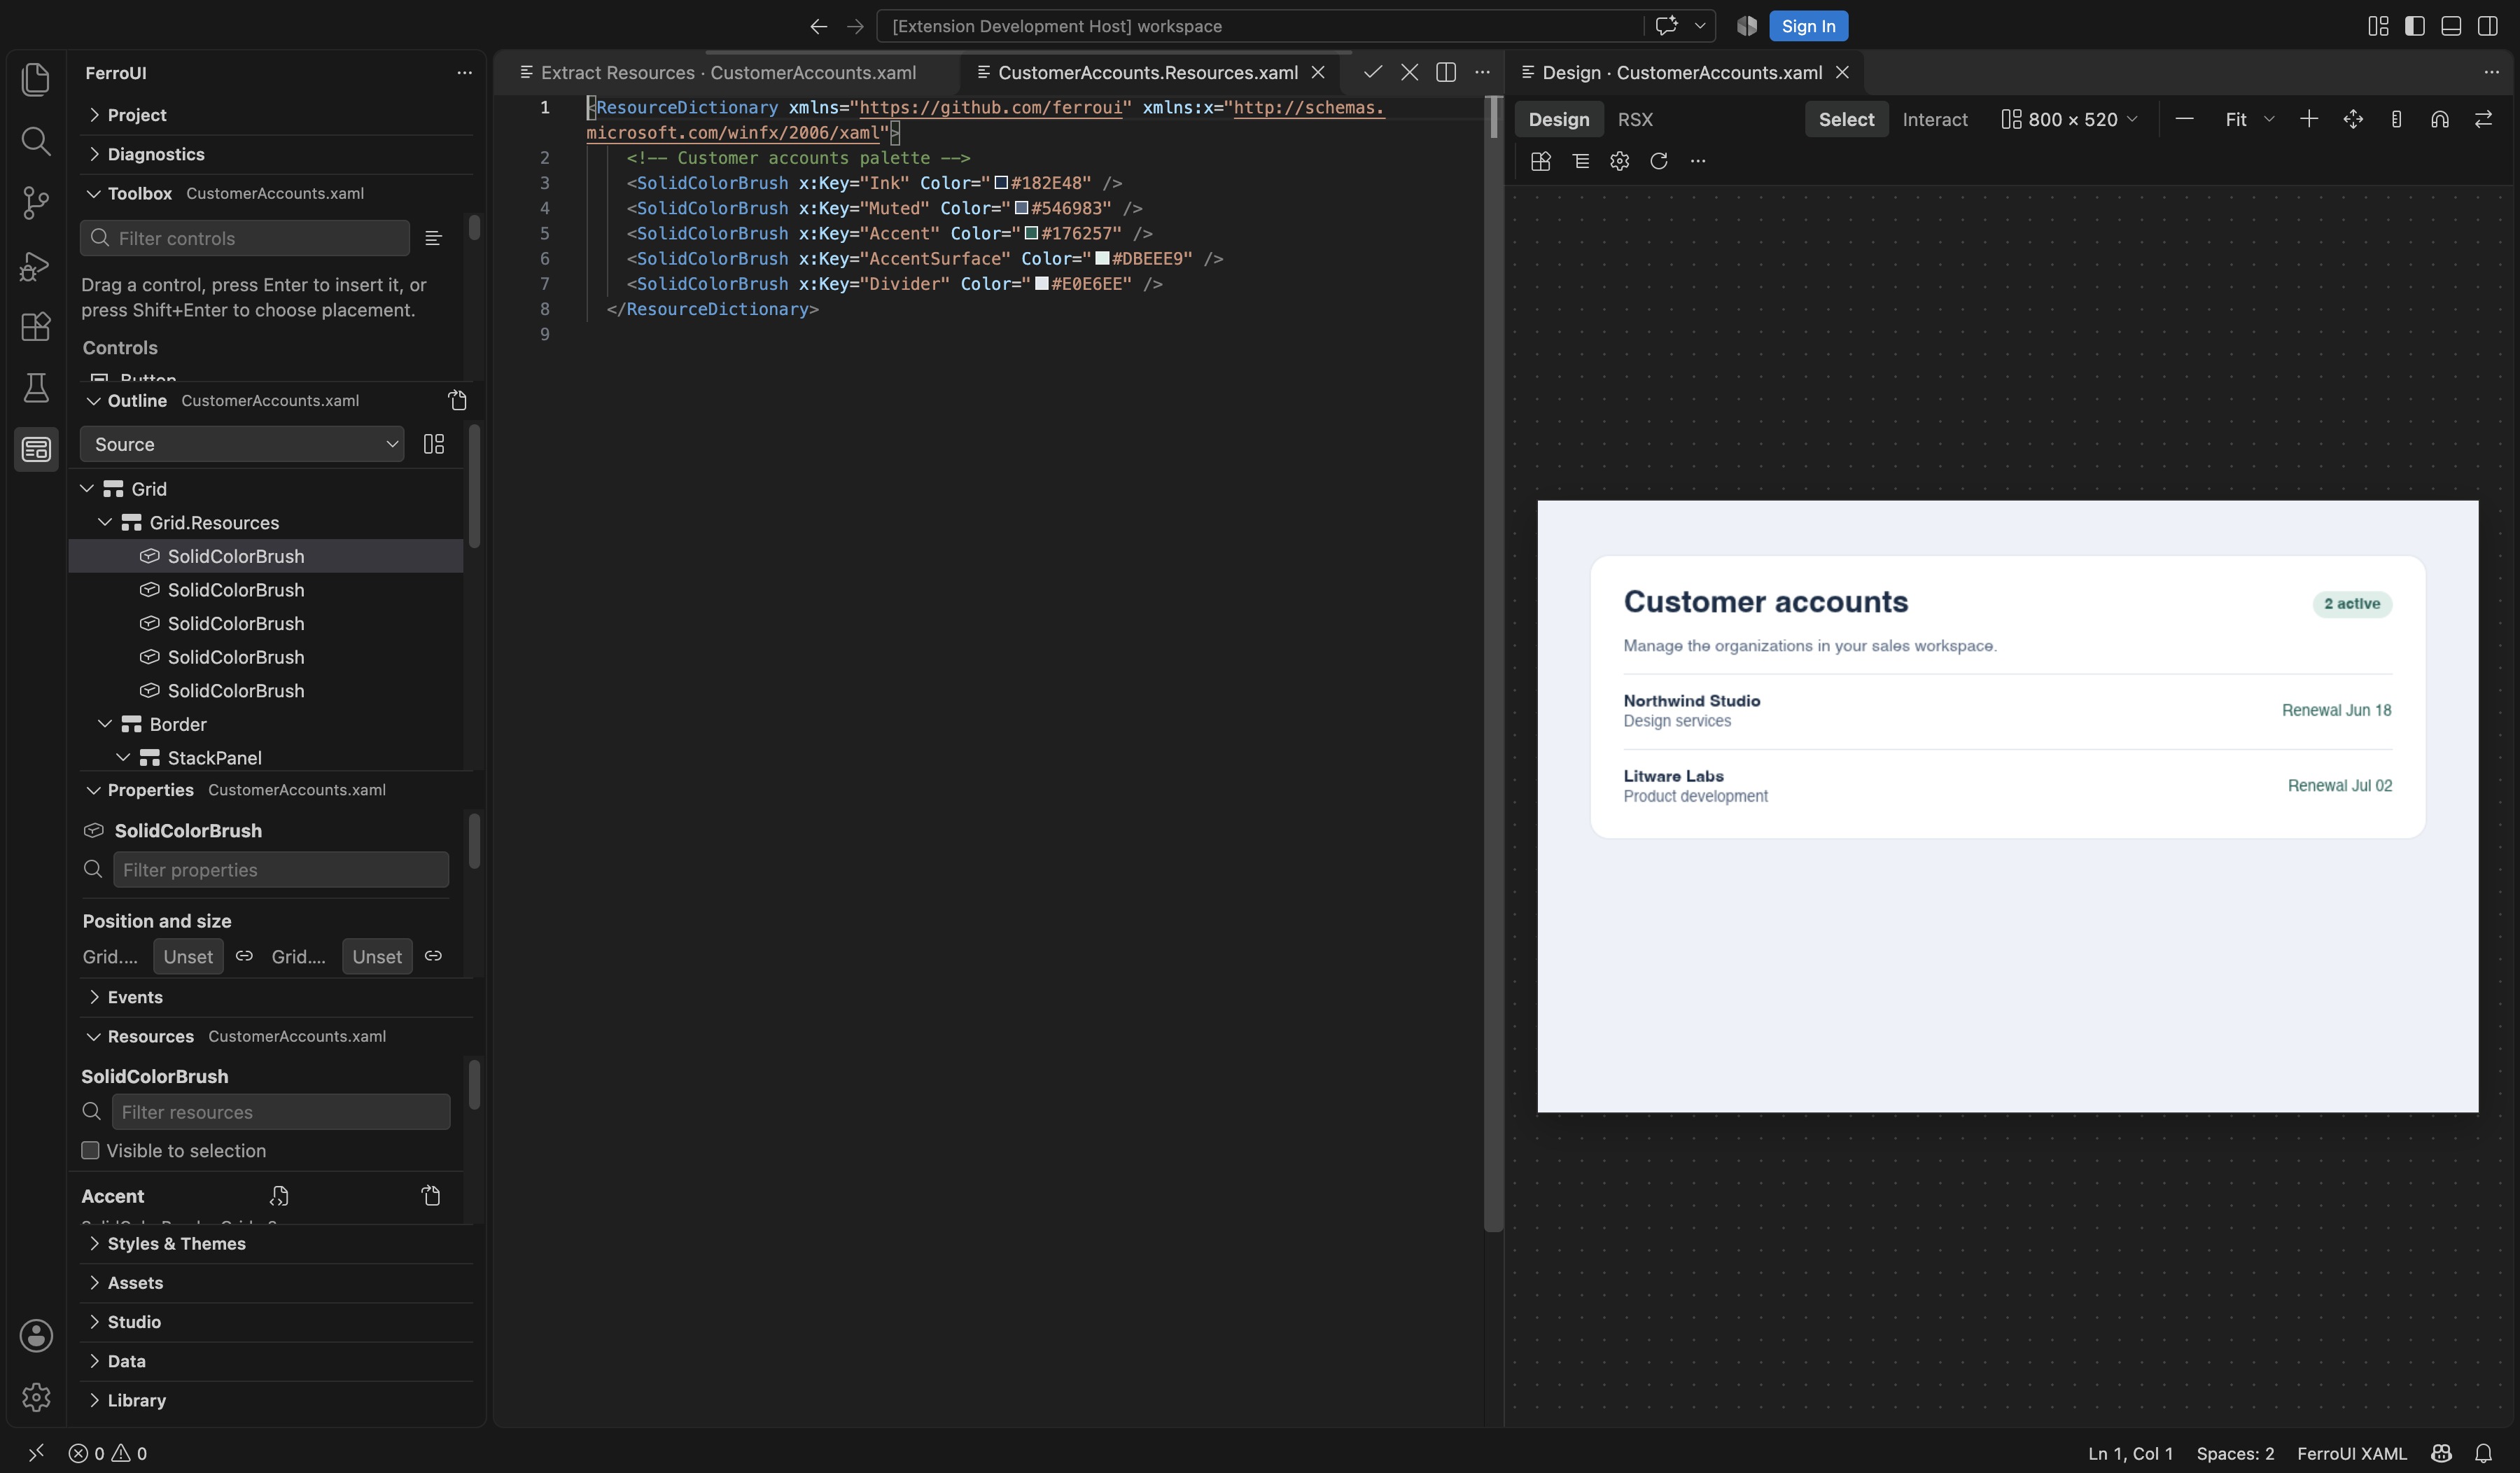 [Extension Development Host] workspace
Sign In
FerroUI
Project
Diagnostics
Toolbox CustomerAccounts.xaml
Filter controls
Drag a control, press Enter to insert it, or
press Shift+Enter to choose placement.
Controls
Button
Outline CustomerAccounts.xaml
Source
Grid
Grid.Resources
SolidColorBrush
SolidColorBrush
SolidColorBrush
SolidColorBrush
SolidColorBrush
Border
StackPanel
Properties CustomerAccounts.xaml
SolidColorBrush
Filter properties
Position and size
Grid.... Unset Grid.... Unset
Events
Resources CustomerAccounts.xaml
SolidColorBrush
Filter resources
Visible to selection
Accent
Styles & Themes
Assets
Studio
Data
Library
Extract Resources · CustomerAccounts.xaml
CustomerAccounts.Resources.xaml
1 <ResourceDictionary xmlns="https://github.com/ferroui" xmlns:x="http://schemas.
microsoft.com/winfx/2006/xaml">
2 <!-- Customer accounts palette -->
3 <SolidColorBrush x:Key="Ink" Color="#182E48" />
4 <SolidColorBrush x:Key="Muted" Color="#546983" />
5 <SolidColorBrush x:Key="Accent" Color="#176257" />
6 <SolidColorBrush x:Key="AccentSurface" Color="#DBEEE9" />
7 <SolidColorBrush x:Key="Divider" Color="#E0E6EE" />
8 </ResourceDictionary>
9
Design · CustomerAccounts.xaml
Design RSX Select Interact 800 × 520 Fit
Customer accounts
2 active
Manage the organizations in your sales workspace.
Northwind Studio
Design services
Renewal Jun 18
Litware Labs
Product development
Renewal Jul 02
0 0
Ln 1, Col 1 Spaces: 2 FerroUI XAML